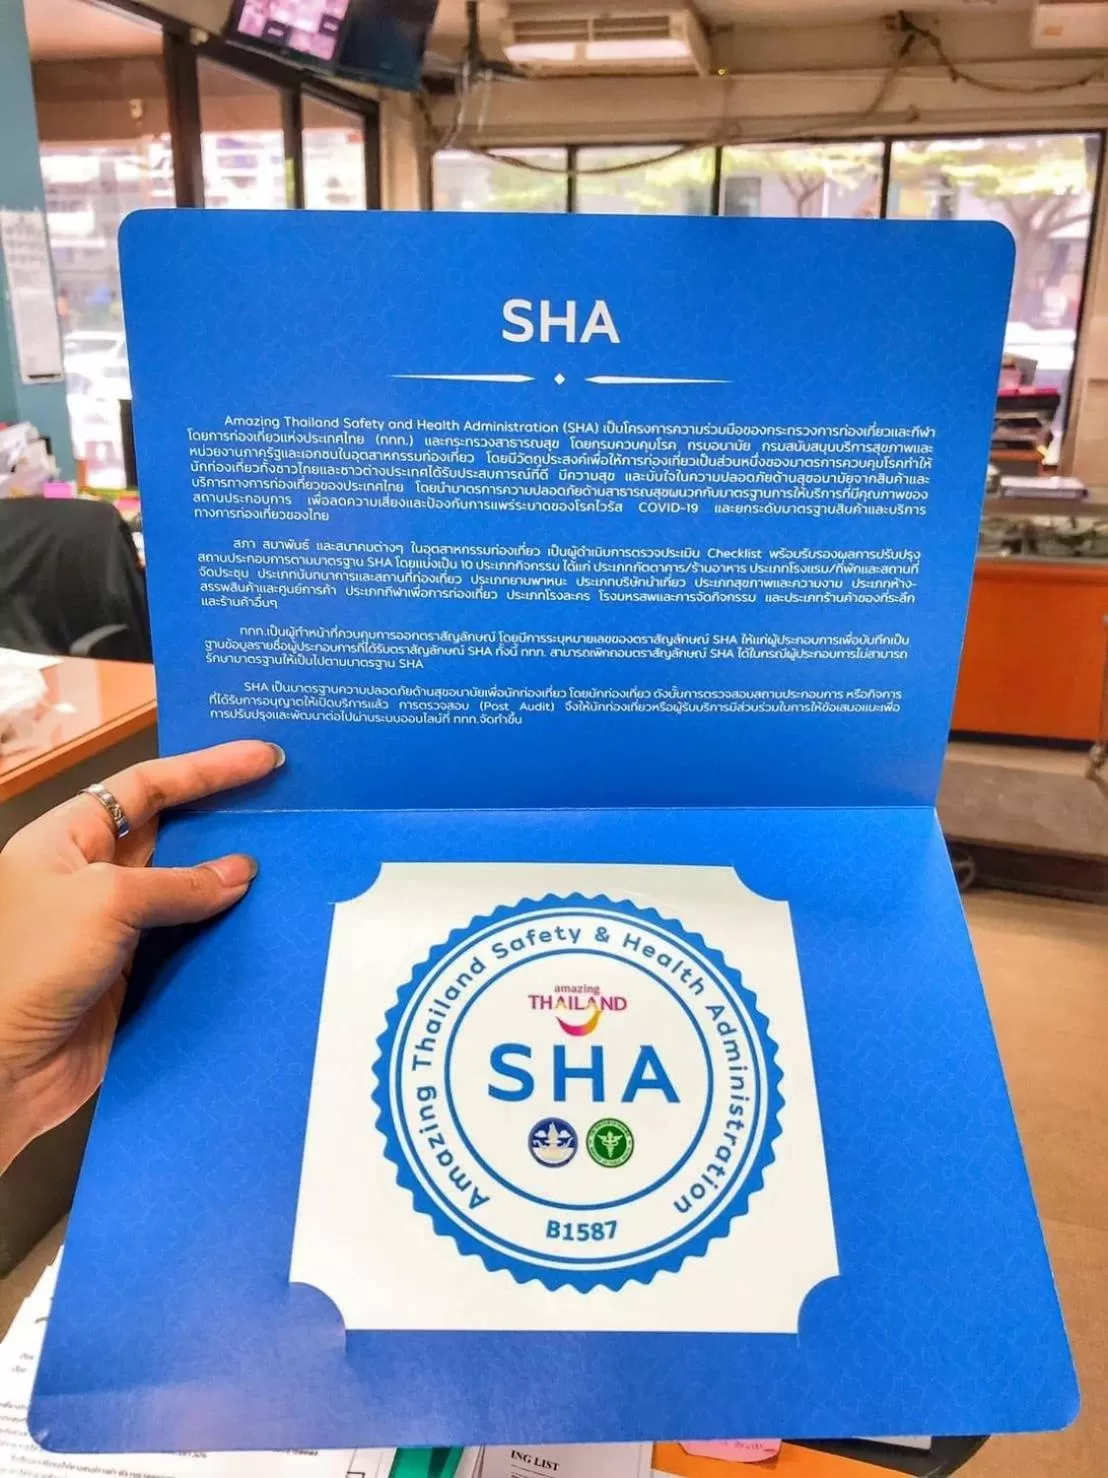 SHA
Amazing Thailand Safety and Health Administration (SHA) เป็นโครงการความร่วมมือของกระทรวงการท่องเที่ยวและกีฬา
โดยการท่องเที่ยวแห่งประเทศไทย (ททท.) และกระทรวงสาธารณสุข โดยกรมควบคุมโรค กรมอนามัย กรมสนับสนุนบริการสุขภาพและ
หน่วยงานภาครัฐและเอกชนในอุตสาหกรรมท่องเที่ยว โดยมีวัตถุประสงค์เพื่อให้การท่องเที่ยวเป็นส่วนหนึ่งของมาตรการควบคุมโรคทำให้
นักท่องเที่ยวทั้งชาวไทยและชาวต่างประเทศได้รับประสบการณ์ที่ดี มีความสุข และมั่นใจในความปลอดภัยด้านสุขอนามัยจากสินค้าและ
บริการทางการท่องเที่ยวของประเทศไทย โดยนำมาตรการความปลอดภัยด้านสาธารณสุขผนวกกับมาตรฐานการให้บริการที่มีคุณภาพของ
สถานประกอบการ เพื่อลดความเสี่ยงและป้องกันการแพร่ระบาดของโรคไวรัส COVID-19 และยกระดับมาตรฐานสินค้าและบริการ
ทางการท่องเที่ยวของไทย
สภา สมาพันธ์ และสมาคมต่างๆ ในอุตสาหกรรมท่องเที่ยว เป็นผู้ดำเนินการตรวจประเมิน Checklist พร้อมรับรองผลการปรับปรุง
สถานประกอบการตามมาตรฐาน SHA โดยแบ่งเป็น 10 ประเภทกิจกรรม ได้แก่ ประเภทภัตตาคาร/ร้านอาหาร ประเภทโรงแรม/ที่พักและสถานที่
จัดประชุม ประเภทนันทนาการและสถานที่ท่องเที่ยว ประเภทยานพาหนะ ประเภทบริษัทนำเที่ยว ประเภทสุขภาพและความงาม ประเภทห้าง-
สรรพสินค้าและศูนย์การค้า ประเภทกีฬาเพื่อการท่องเที่ยว ประเภทโรงละคร โรงมหรสพและการจัดกิจกรรม และประเภทร้านค้าของที่ระลึก
และร้านค้าอื่นๆ
ททท.เป็นผู้ทำหน้าที่ควบคุมการออกตราสัญลักษณ์ โดยมีการระบุหมายเลขของตราสัญลักษณ์ SHA ให้แก่ผู้ประกอบการเพื่อบันทึกเป็น
ฐานข้อมูลรายชื่อผู้ประกอบการที่ได้รับตราสัญลักษณ์ SHA ทั้งนี้ ททท. สามารถเพิกถอนตราสัญลักษณ์ SHA ได้ในกรณีผู้ประกอบการไม่สามารถ
รักษามาตรฐานให้เป็นไปตามมาตรฐาน SHA
SHA เป็นมาตรฐานความปลอดภัยด้านสุขอนามัยเพื่อนักท่องเที่ยว โดยนักท่องเที่ยว ดังนั้นการตรวจสอบสถานประกอบการ หรือกิจการ
ที่ได้รับการอนุญาตให้เปิดบริการแล้ว การตรวจสอบ (Post Audit) จึงให้นักท่องเที่ยวหรือผู้รับบริการมีส่วนร่วมในการให้ข้อเสนอแนะเพื่อ
การปรับปรุงและพัฒนาต่อไปผ่านระบบออนไลน์ที่ ททท.จัดทำขึ้น
Amazing Thailand Safety & Health Administration
amazing
THAILAND
SHA
B1587
ING LIST